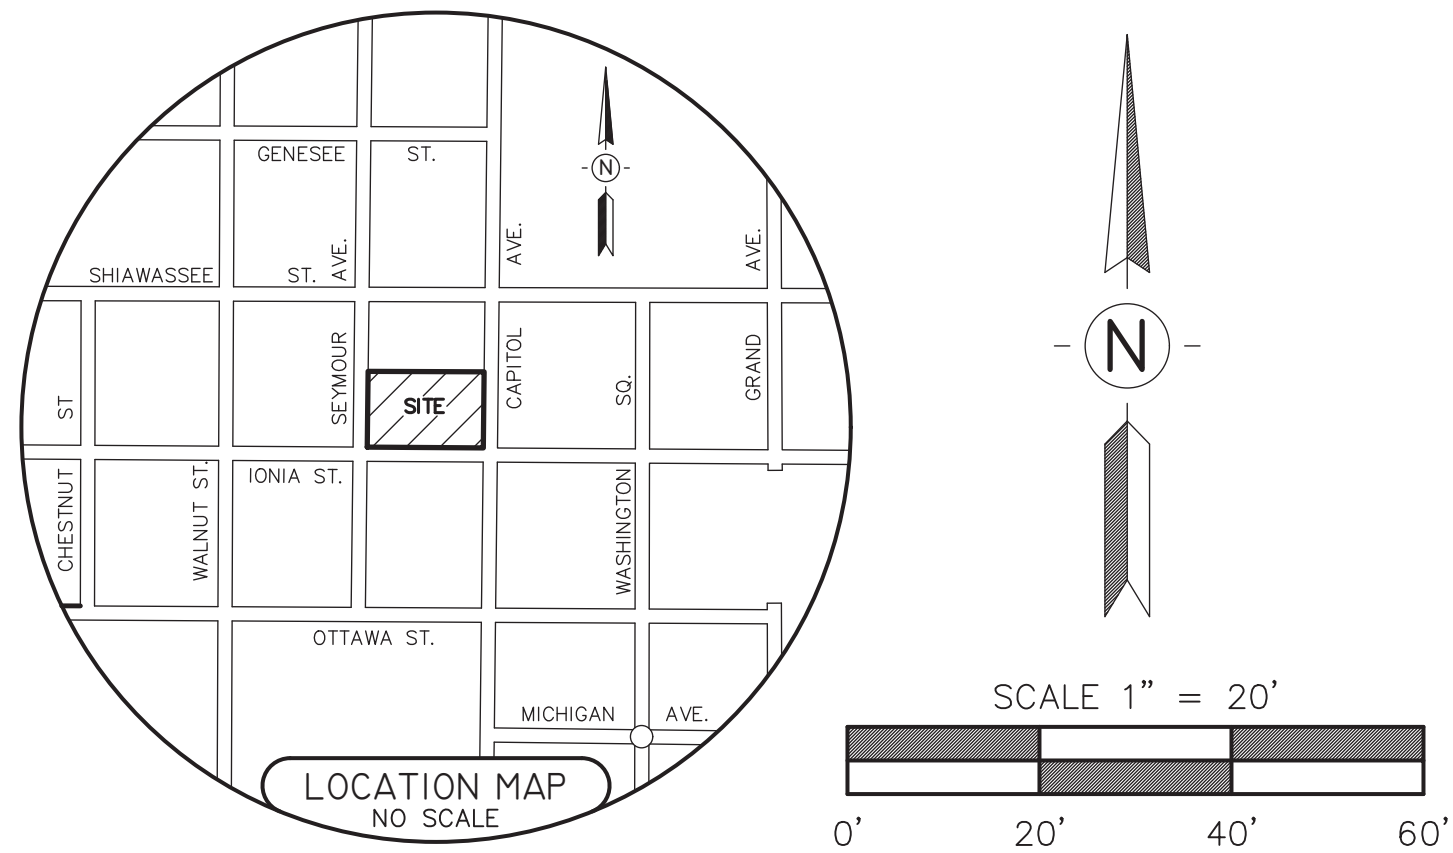 GENESEE ST.
N
SHIAWASSEE ST.
SEYMOUR AVE.
CAPITOL AVE.
GRAND AVE.
WASHINGTON SQ.
CHESTNUT ST
WALNUT ST.
SITE
IONIA ST.
OTTAWA ST.
MICHIGAN AVE.
LOCATION MAP
NO SCALE
N
SCALE 1" = 20'
0' 20' 40' 60'